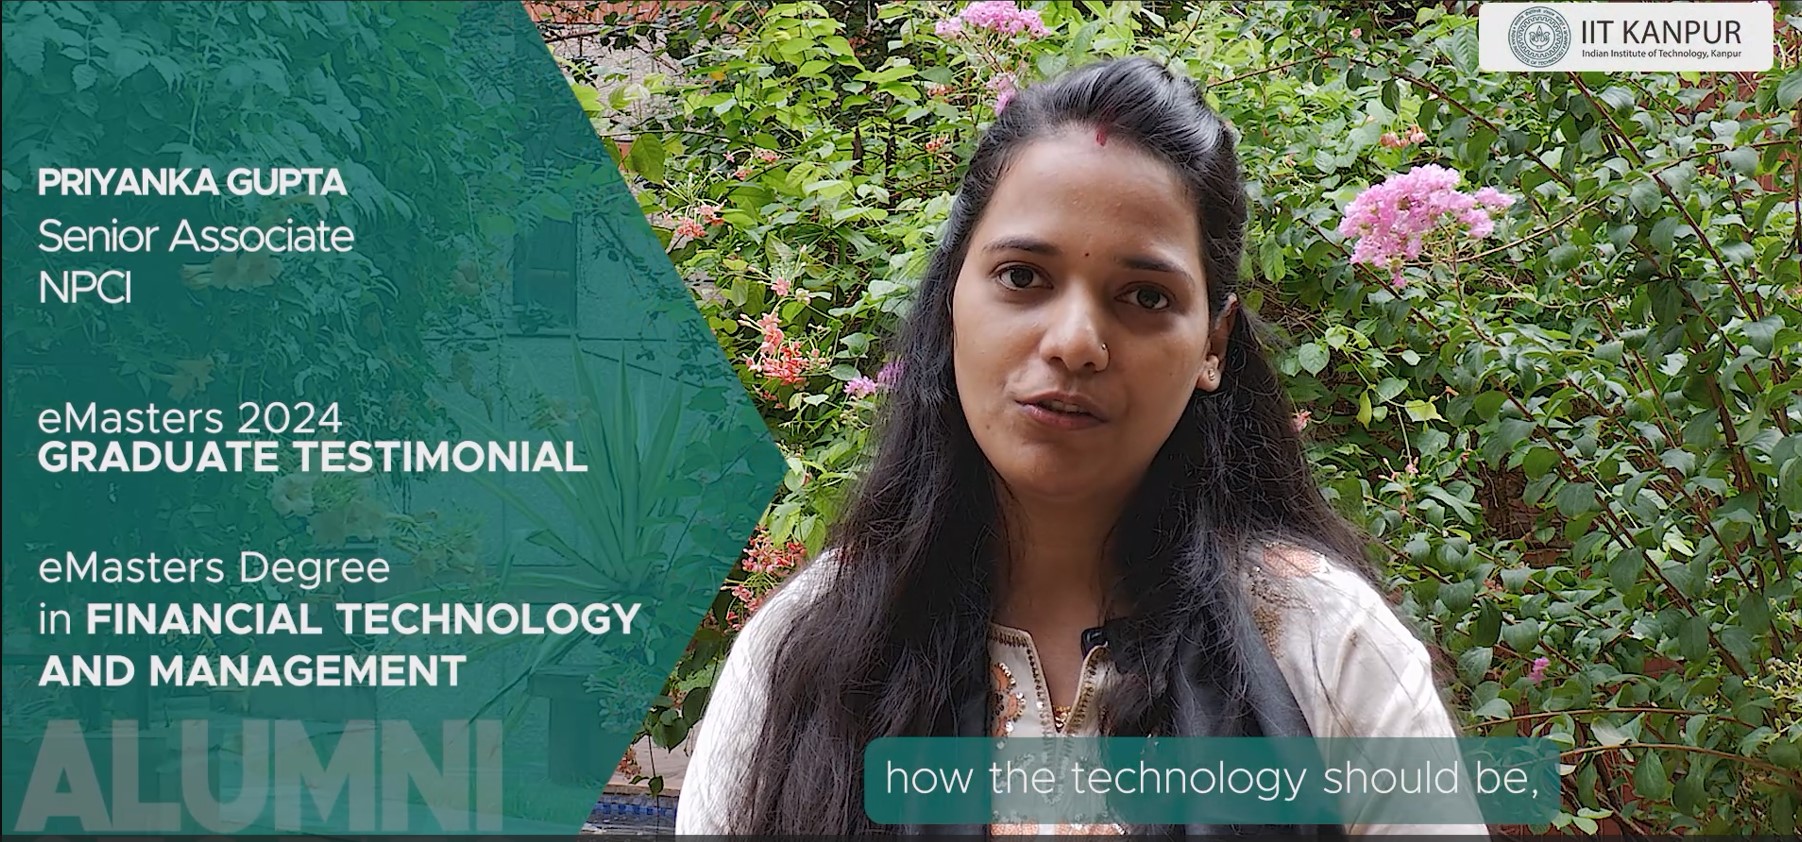 IIT KANPUR
Indian Institute of Technology, Kanpur
PRIYANKA GUPTA
Senior Associate
NPCI
eMasters 2024
GRADUATE TESTIMONIAL
eMasters Degree
in FINANCIAL TECHNOLOGY
AND MANAGEMENT
ALUMNI
how the technology should be,